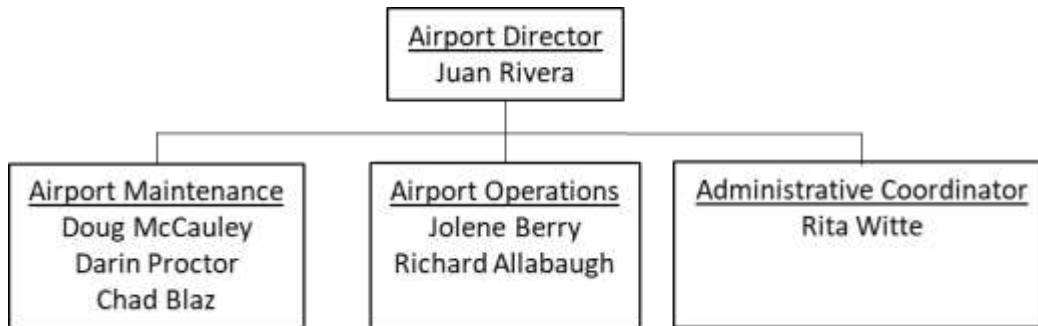 Airport Director
Juan Rivera
Airport Maintenance
Doug McCauley
Darin Proctor
Chad Blaz
Airport Operations
Jolene Berry
Richard Allabaugh
Administrative Coordinator
Rita Witte